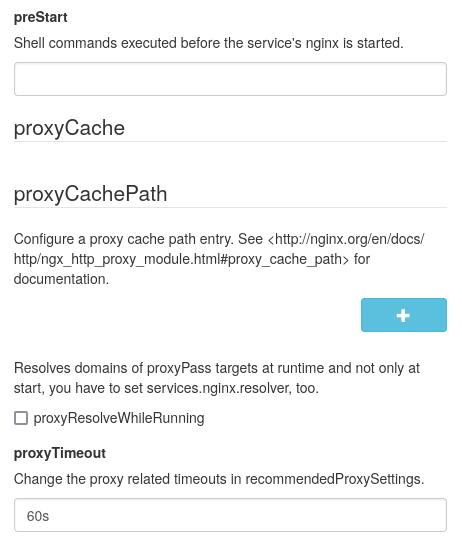 preStart
Shell commands executed before the service's nginx is started.
proxyCache
proxyCachePath
Configure a proxy cache path entry. See <http://nginx.org/en/docs/
http/ngx_http_proxy_module.html#proxy_cache_path> for
documentation.
Resolves domains of proxyPass targets at runtime and not only at
start, you have to set services.nginx.resolver, too.
proxyResolveWhileRunning
proxyTimeout
Change the proxy related timeouts in recommendedProxySettings.
60s